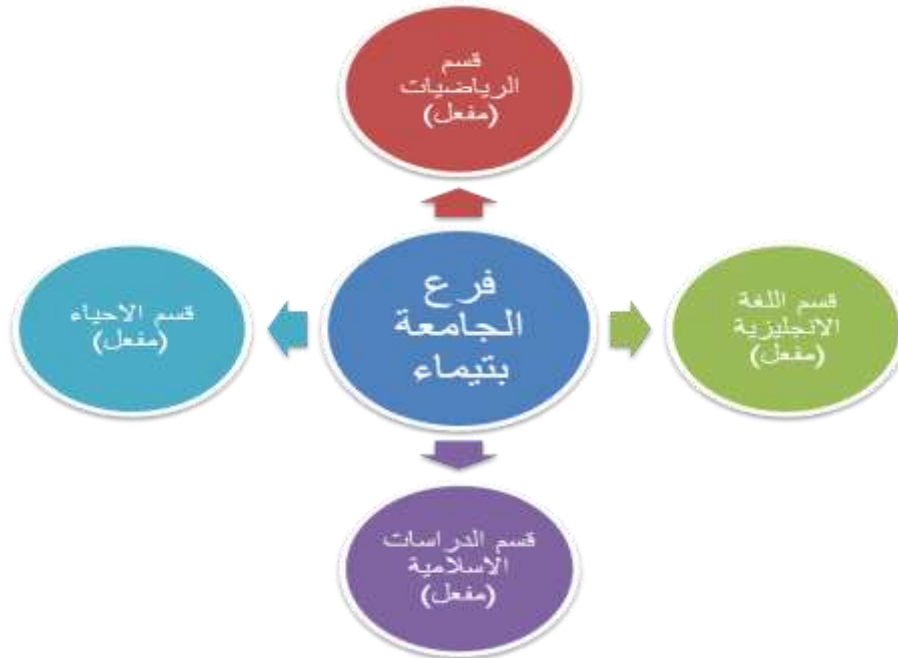 قسم
الرياضيات
(مفعل)
فرع
الجامعة
بتيماء
قسم اللغة
الانجليزية
(مفعل)
قسم الاحياء
(مفعل)
قسم الدراسات
الاسلامية
(مفعل)